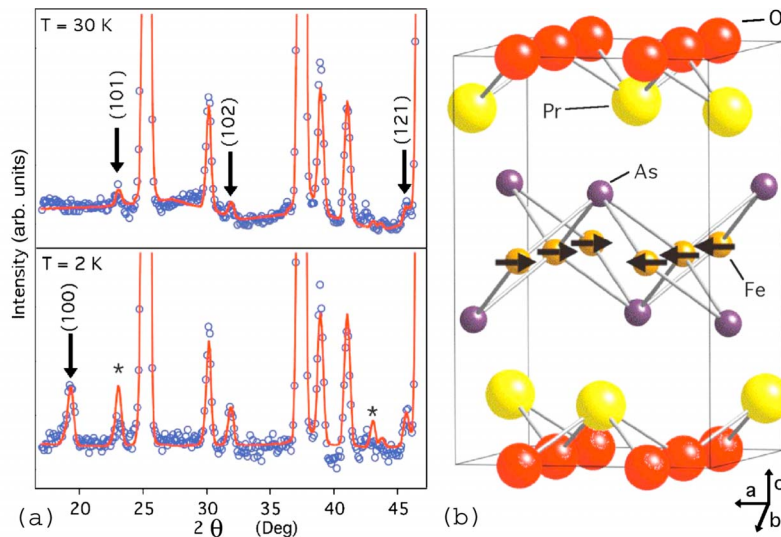 T = 30 K
(101)
(102)
(121)
Intensity (arb. units)
T = 2 K
(100)
*
*
20
25
30
35
40
45
(a)
2 θ (Deg)
O
Pr
As
Fe
(b)
c
a
b